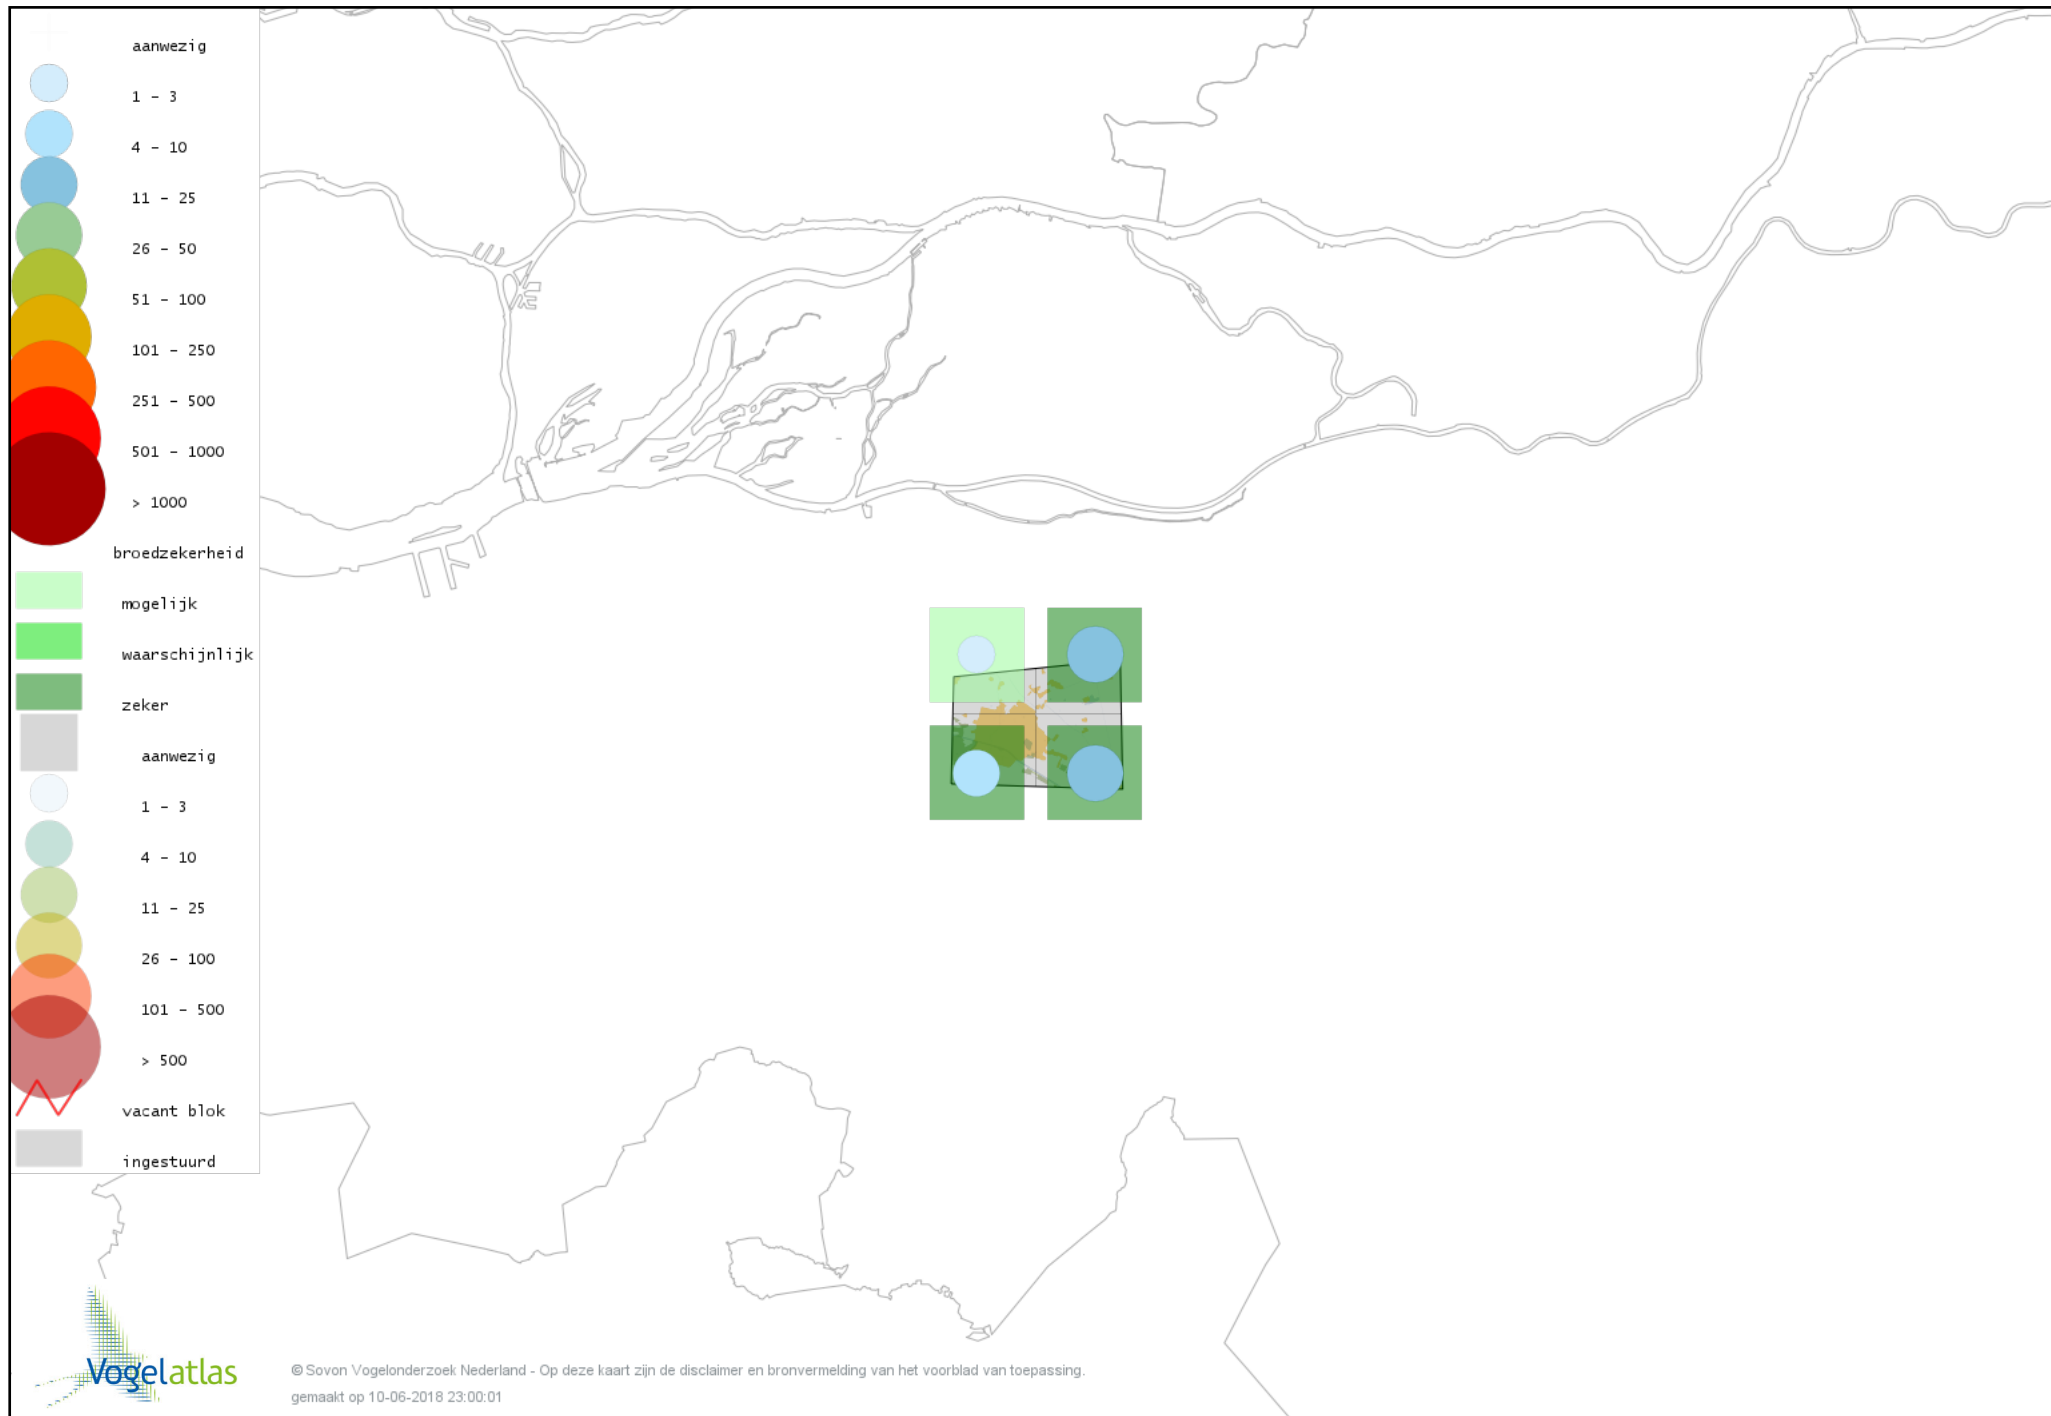 aanwezig
1 - 3
4 - 10
11 - 25
26 - 50
51 - 100
101 - 250
251 - 500
501 - 1000
> 1000
broedzekerheid
mogelijk
waarschijnlijk
zeker
aanwezig
1 - 3
4 - 10
11 - 25
26 - 100
101 - 500
> 500
vacant blok
ingestuurd
Vogelatlas
© Sovon Vogelonderzoek Nederland - Op deze kaart zijn de disclaimer en bronvermelding van het voorblad van toepassing.
gemaakt op 10-06-2018 23:00:01